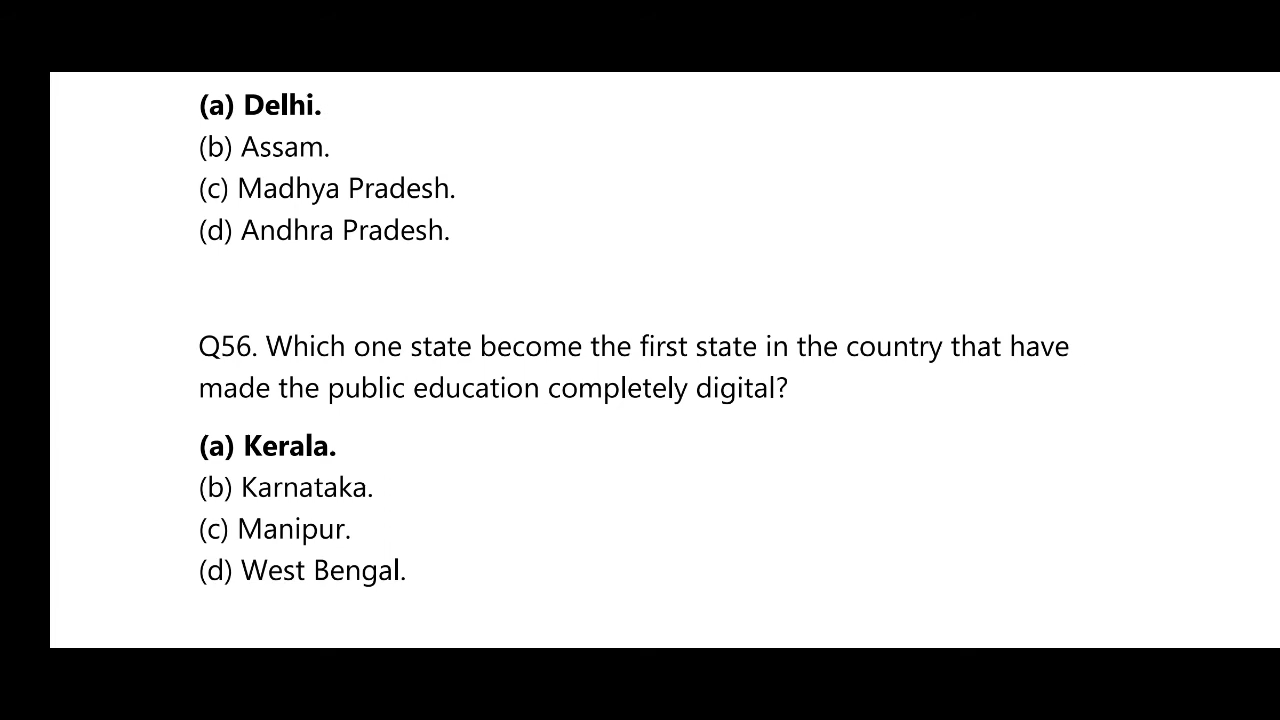 (a) Delhi.
(b) Assam.
(c) Madhya Pradesh.
(d) Andhra Pradesh.
Q56. Which one state become the first state in the country that have
made the public education completely digital?
(a) Kerala.
(b) Karnataka.
(c) Manipur.
(d) West Bengal.